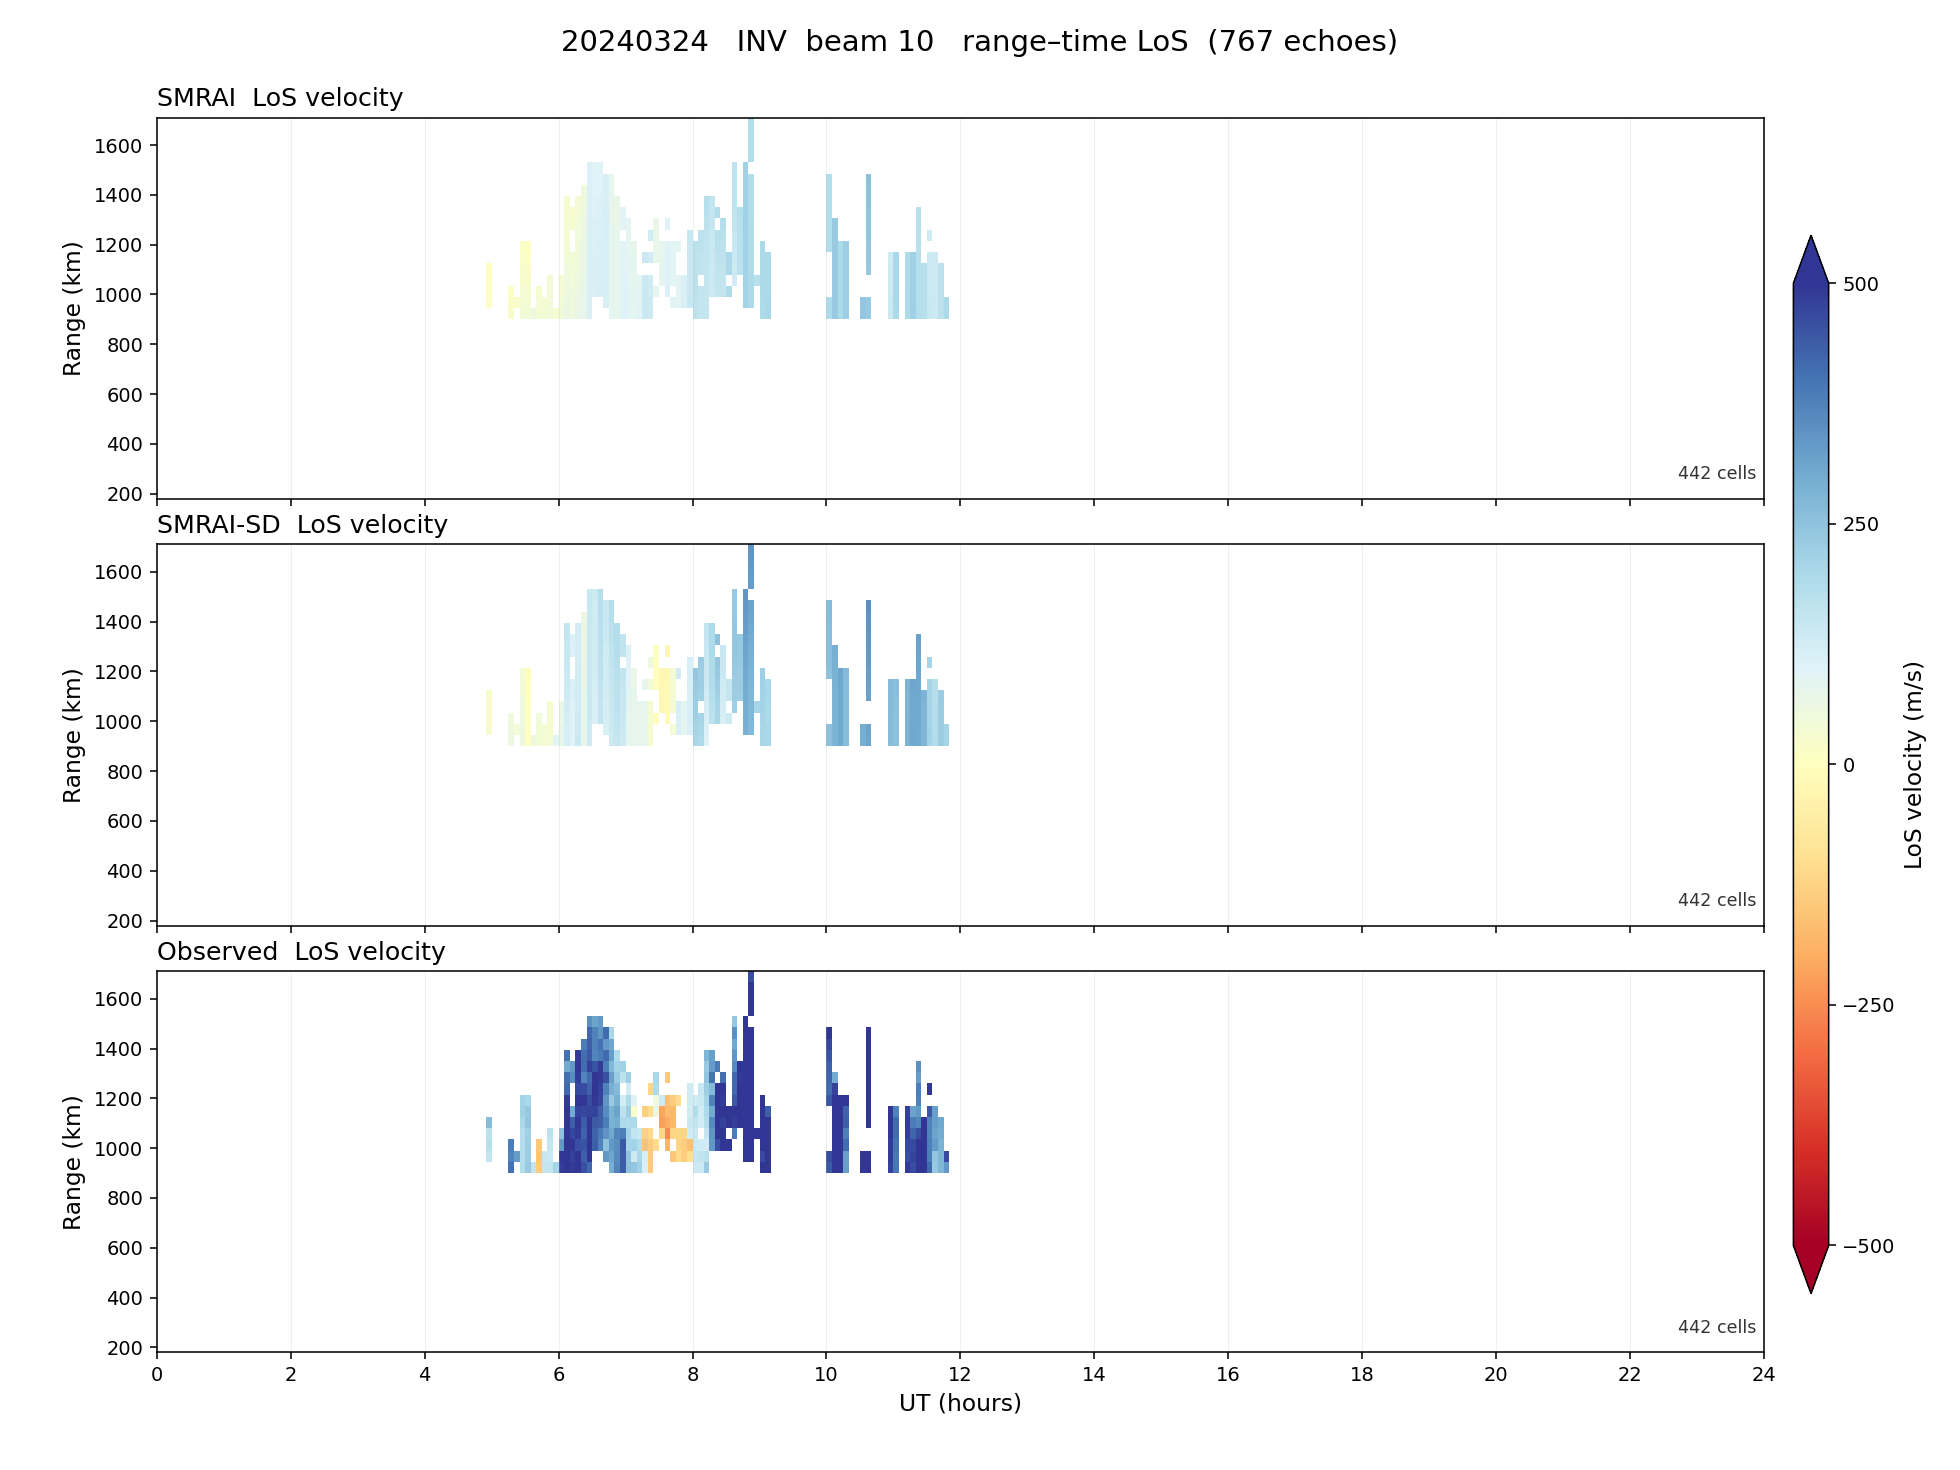 20240324   INV  beam 10   range–time LoS  (767 echoes)
SMRAI  LoS velocity
1600
1400
1200
1000
800
600
400
200
Range (km)
442 cells
SMRAI-SD  LoS velocity
1600
1400
1200
1000
800
600
400
200
Range (km)
442 cells
Observed  LoS velocity
1600
1400
1200
1000
800
600
400
200
Range (km)
442 cells
0 2 4 6 8 10 12 14 16 18 20 22 24
UT (hours)
500
250
0
−250
−500
LoS velocity (m/s)